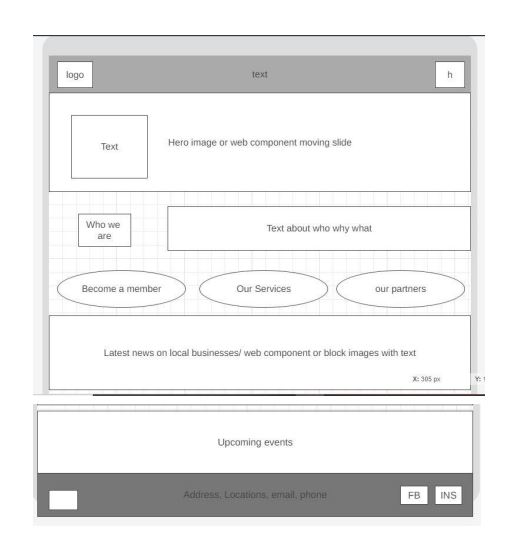 logo
text
h
Text
Hero image or web component moving slide
Who we
are
Text about who why what
Become a member
Our Services
our partners
Latest news on local businesses/ web component or block images with text
X: 305 px
Y:
Upcoming events
Address, Locations, email, phone
FB
INS